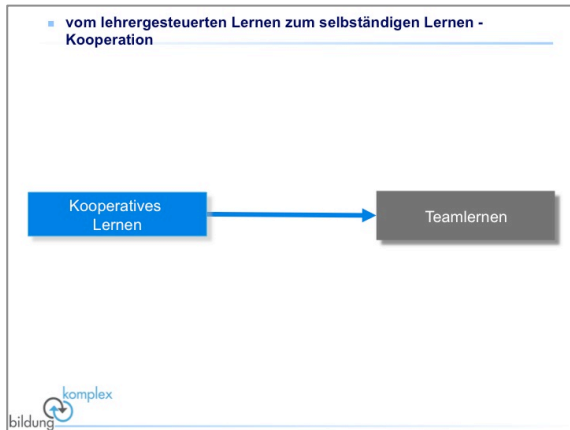 vom lehrergesteuerten Lernen zum selbständigen Lernen -
Kooperation
Kooperatives
Lernen
Teamlernen
komplex
bildung